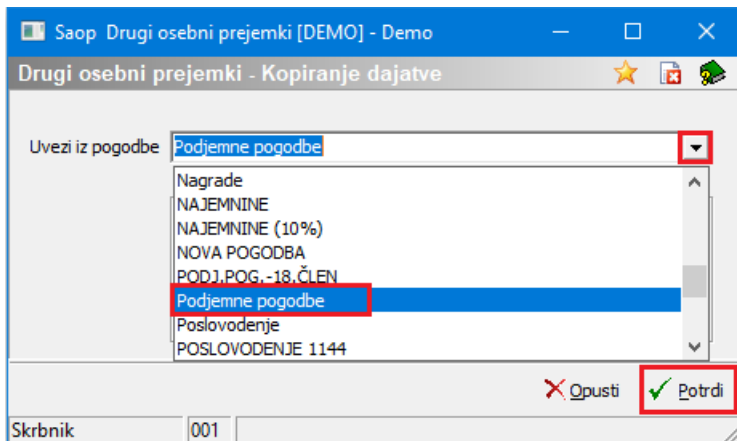 Saop Drugi osebni prejemki [DEMO] - Demo
Drugi osebni prejemki - Kopiranje dajatve
Uvezi iz pogodbe Podjemne pogodbe
Nagrade
NAJEMNINE
NAJEMNINE (10%)
NOVA POGODBA
PODJ.POG.-18.ČLEN
Podjemne pogodbe
Poslovodenje
POSLOVODENJE 1144
Opusti Potrdi
Skrbnik 001